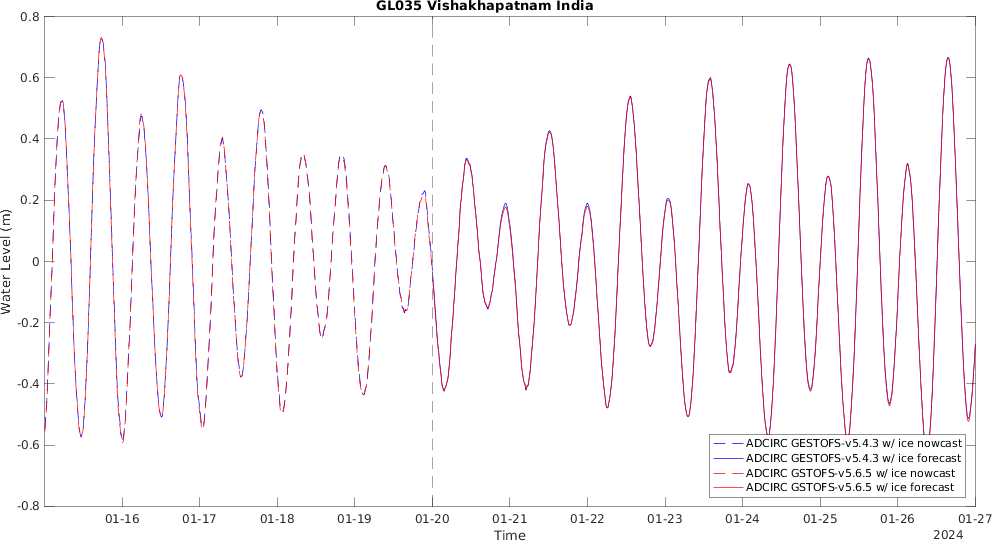 GL035 Vishakhapatnam India
0.8
0.6
0.4
0.2
0
-0.2
-0.4
-0.6
-0.8
Water Level (m)
ADCIRC GESTOFS-v5.4.3 w/ ice nowcast
ADCIRC GESTOFS-v5.4.3 w/ ice forecast
ADCIRC GSTOFS-v5.6.5 w/ ice nowcast
ADCIRC GSTOFS-v5.6.5 w/ ice forecast
01-16 01-17 01-18 01-19 01-20 01-21 01-22 01-23 01-24 01-25 01-26 01-27
Time
2024